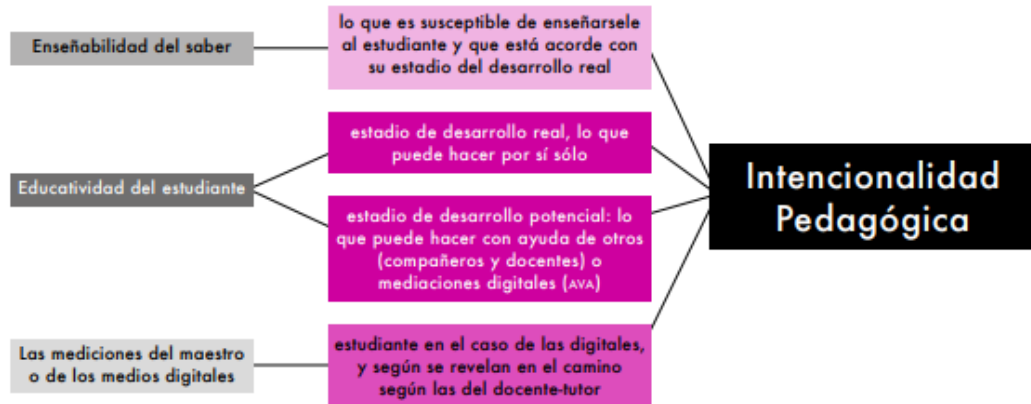 Enseñabilidad del saber
lo que es susceptible de enseñarsele
al estudiante y que está acorde con
su estadio del desarrollo real
Educatividad del estudiante
estadio de desarrollo real, lo que
puede hacer por sí sólo
estadio de desarrollo potencial: lo
que puede hacer con ayuda de otros
(compañeros y docentes) o
mediaciones digitales (AVA)
Las mediciones del maestro
o de los medios digitales
estudiante en el caso de las digitales,
y según se revelan en el camino
según las del docente-tutor
Intencionalidad
Pedagógica